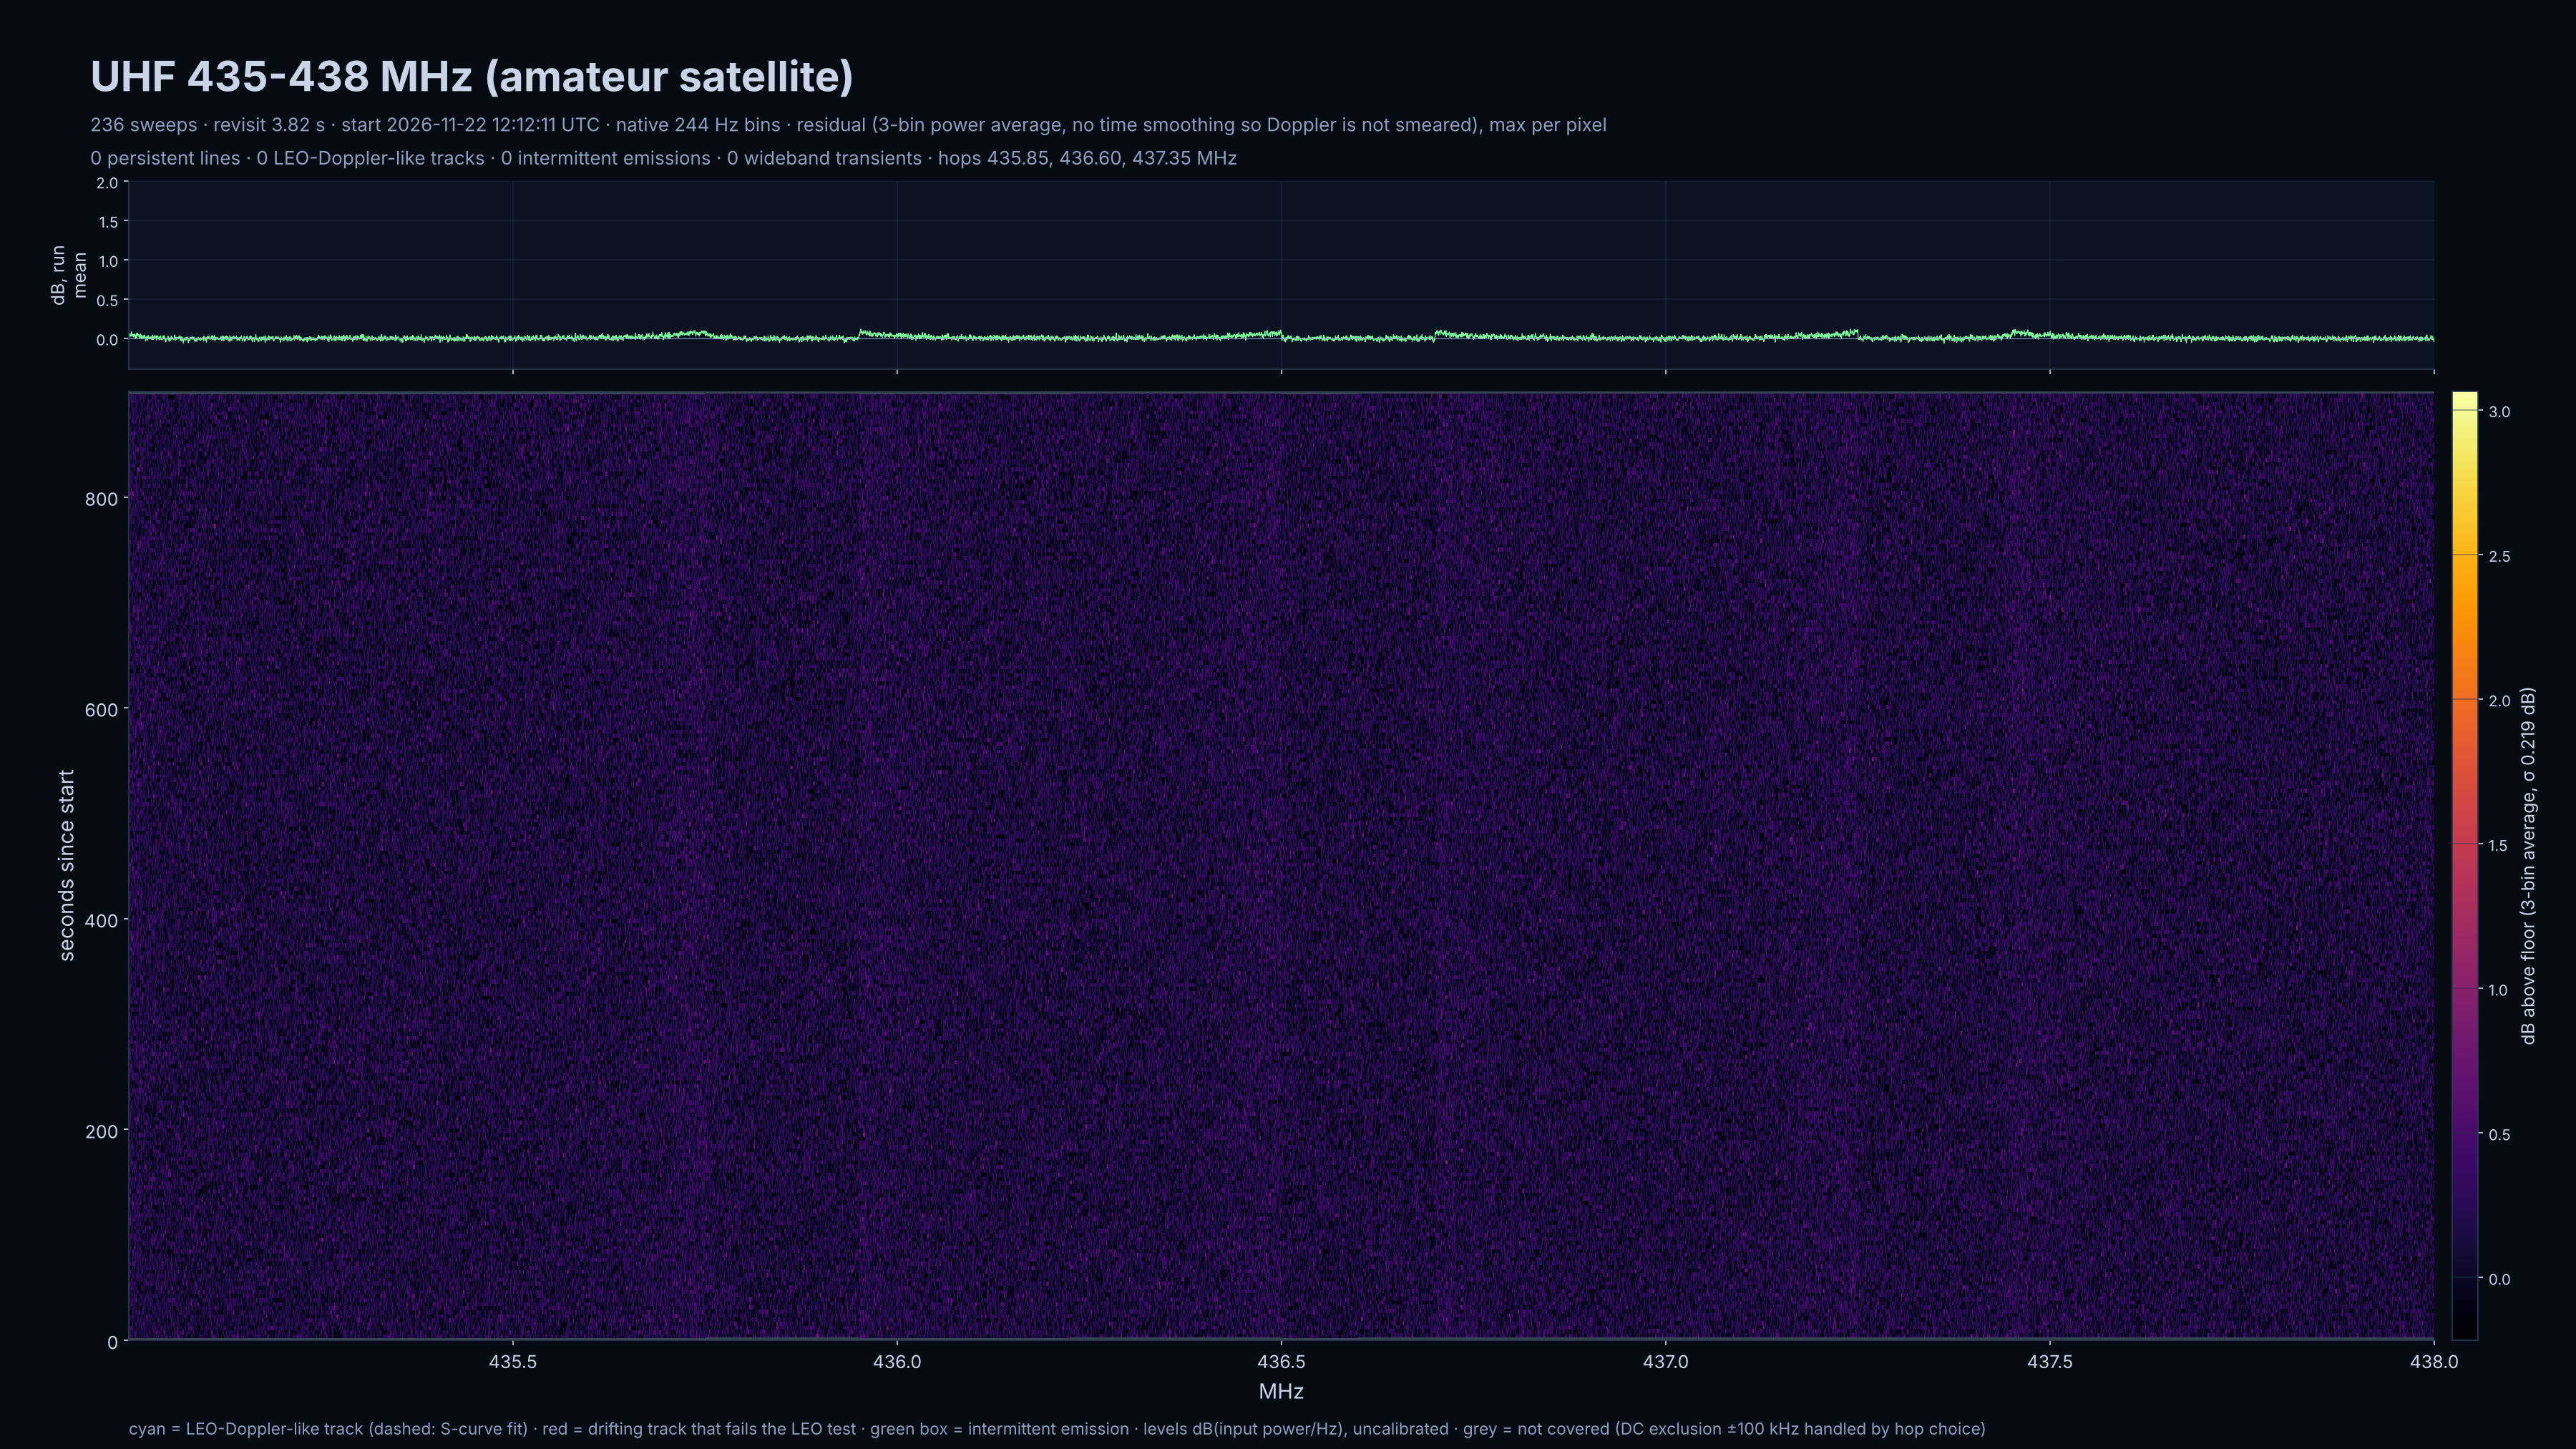 UHF 435-438 MHz (amateur satellite)
236 sweeps · revisit 3.82 s · start 2026-11-22 12:12:11 UTC · native 244 Hz bins · residual (3-bin power average, no time smoothing so Doppler is not smeared), max per pixel
0 persistent lines · 0 LEO-Doppler-like tracks · 0 intermittent emissions · 0 wideband transients · hops 435.85, 436.60, 437.35 MHz
dB, run
mean
2.0
1.5
1.0
0.5
0.0
seconds since start
800
600
400
200
0
435.5
436.0
436.5
437.0
437.5
438.0
MHz
3.0
2.5
2.0
1.5
1.0
0.5
0.0
dB above floor (3-bin average, σ 0.219 dB)
cyan = LEO-Doppler-like track (dashed: S-curve fit) · red = drifting track that fails the LEO test · green box = intermittent emission · levels dB(input power/Hz), uncalibrated · grey = not covered (DC exclusion ±100 kHz handled by hop choice)